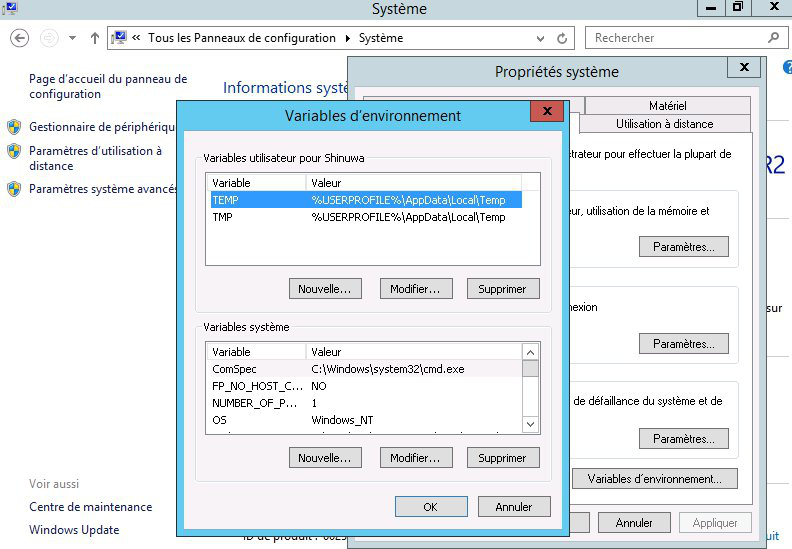 Système
Tous les Panneaux de configuration
Système
Rechercher
Page d'accueil du panneau de
configuration
Gestionnaire de périphériqu
Paramètres d'utilisation à
distance
Paramètres système avancés
Voir aussi
Centre de maintenance
Windows Update
Informations systè
R2
sur
Propriétés système
Matériel
Utilisation à distance
trateur pour effectuer la plupart de
eur, utilisation de la mémoire et
Paramètres...
nexion
Paramètres...
de défaillance du système et de
Paramètres...
Variables d'environnement...
Annuler
Appliquer
Variables d'environnement
Variables utilisateur pour Shinuwa
Variable Valeur
TEMP %USERPROFILE%\AppData\Local\Temp
TMP %USERPROFILE%\AppData\Local\Temp
Nouvelle... Modifier... Supprimer
Variables système
Variable Valeur
ComSpec C:\Windows\system32\cmd.exe
FP_NO_HOST_C... NO
NUMBER_OF_P... 1
OS Windows_NT
Nouvelle... Modifier... Supprimer
OK Annuler